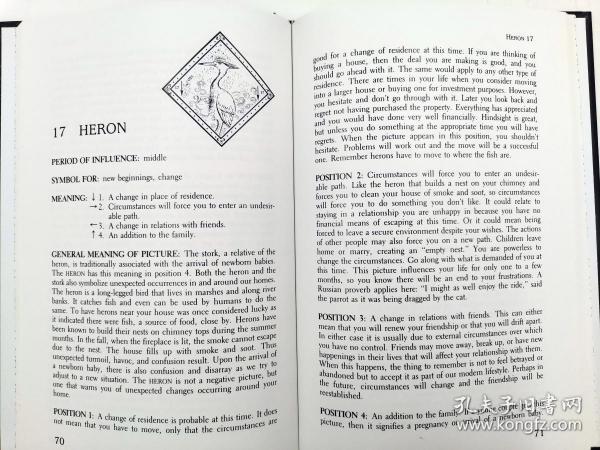 17 HERON
PERIOD OF INFLUENCE: middle
SYMBOL FOR: new beginnings, change
MEANING: ↓ 1. A change in place of residence.
→ 2. Circumstances will force you to enter an undesir-
able path.
← 3. A change in relations with friends.
↑ 4. An addition to the family.
GENERAL MEANING OF PICTURE: The stork, a relative of the
heron, is traditionally associated with the arrival of newborn babies.
The HERON has this meaning in position 4. Both the heron and the
stork also symbolize unexpected occurrences in and around our homes.
The heron is a long-legged bird that lives in marshes and along river
banks. It catches fish and even can be used by humans to do the
same. To have herons near your house was once considered lucky as
it indicated there were fish, a source of food, close by. Herons have
been known to build their nests on chimney tops during the summer
months. In the fall, when the fireplace is lit, the smoke cannot escape
due to the nest. The house fills up with smoke and soot. Thus
unexpected turmoil, havoc, and confusion result. Upon the arrival of
a newborn baby, there is also confusion and disarray as we try to
adjust to a new situation. The HERON is not a negative picture, but
one that warns you of unexpected changes occurring around your
home.
POSITION 1: A change of residence is probable at this time. It does
not mean that you have to move, only that the circumstances are
70
HERON 17
good for a change of residence at this time. If you are thinking of
buying a house, then the deal you are making is good, and you
should go ahead with it. The same would apply to any other type of
residence. There are times in your life when you consider moving
into a larger house or buying one for investment purposes. However,
you hesitate and don't go through with it. Later you look back and
regret not having purchased the property. Everything has appreciated
and you would have done very well financially. Hindsight is great,
but unless you do something at the appropriate time you will have
regrets. When the picture appears in this position, you shouldn't
hesitate. Problems will work out and the move will be a succesful
one. Remember herons have to move to where the fish are.
POSITION 2: Circumstances will force you to enter an undesir-
able path. Like the heron that builds a nest on your chimney and
forces you to clean your house of smoke and soot, so circumstances
will force you to do something you don't like. It could relate to
staying in a relationship you are unhappy in because you have no
financial means of escaping at this time. Or it could mean being
forced to leave a secure environment despite your wishes. The actions
of other people may also force you on a new path. Children leave
home or marry, creating an "empty nest." You are powerless to
change the circumstances. Go along with what is demanded of you at
this time. This picture influences your life for only one to a few
months, so you know there will be an end to your frustrations. A
Russian proverb applies here: "I might as well enjoy the ride," said
the parrot as it was being dragged by the cat.
POSITION 3: A change in relations with friends. This can either
mean that you will renew your friendship or that you will drift apart.
In either case it is usually due to external circumstances over which
you have no control. Friends may move away, break up, or have new
happenings in their lives that will affect your relationship with them.
When this happens, the thing to remember is not to feel betrayed or
abandoned but to accept it as part of our modern lifestyle. Perhaps in
the future, circumstances will change and the friendship will be
reestablished.
POSITION 4: An addition to the family. If a
picture, then it signifies a pregnancy or of a newborn baby.
71
孔夫子旧书网
www.kongfz.com